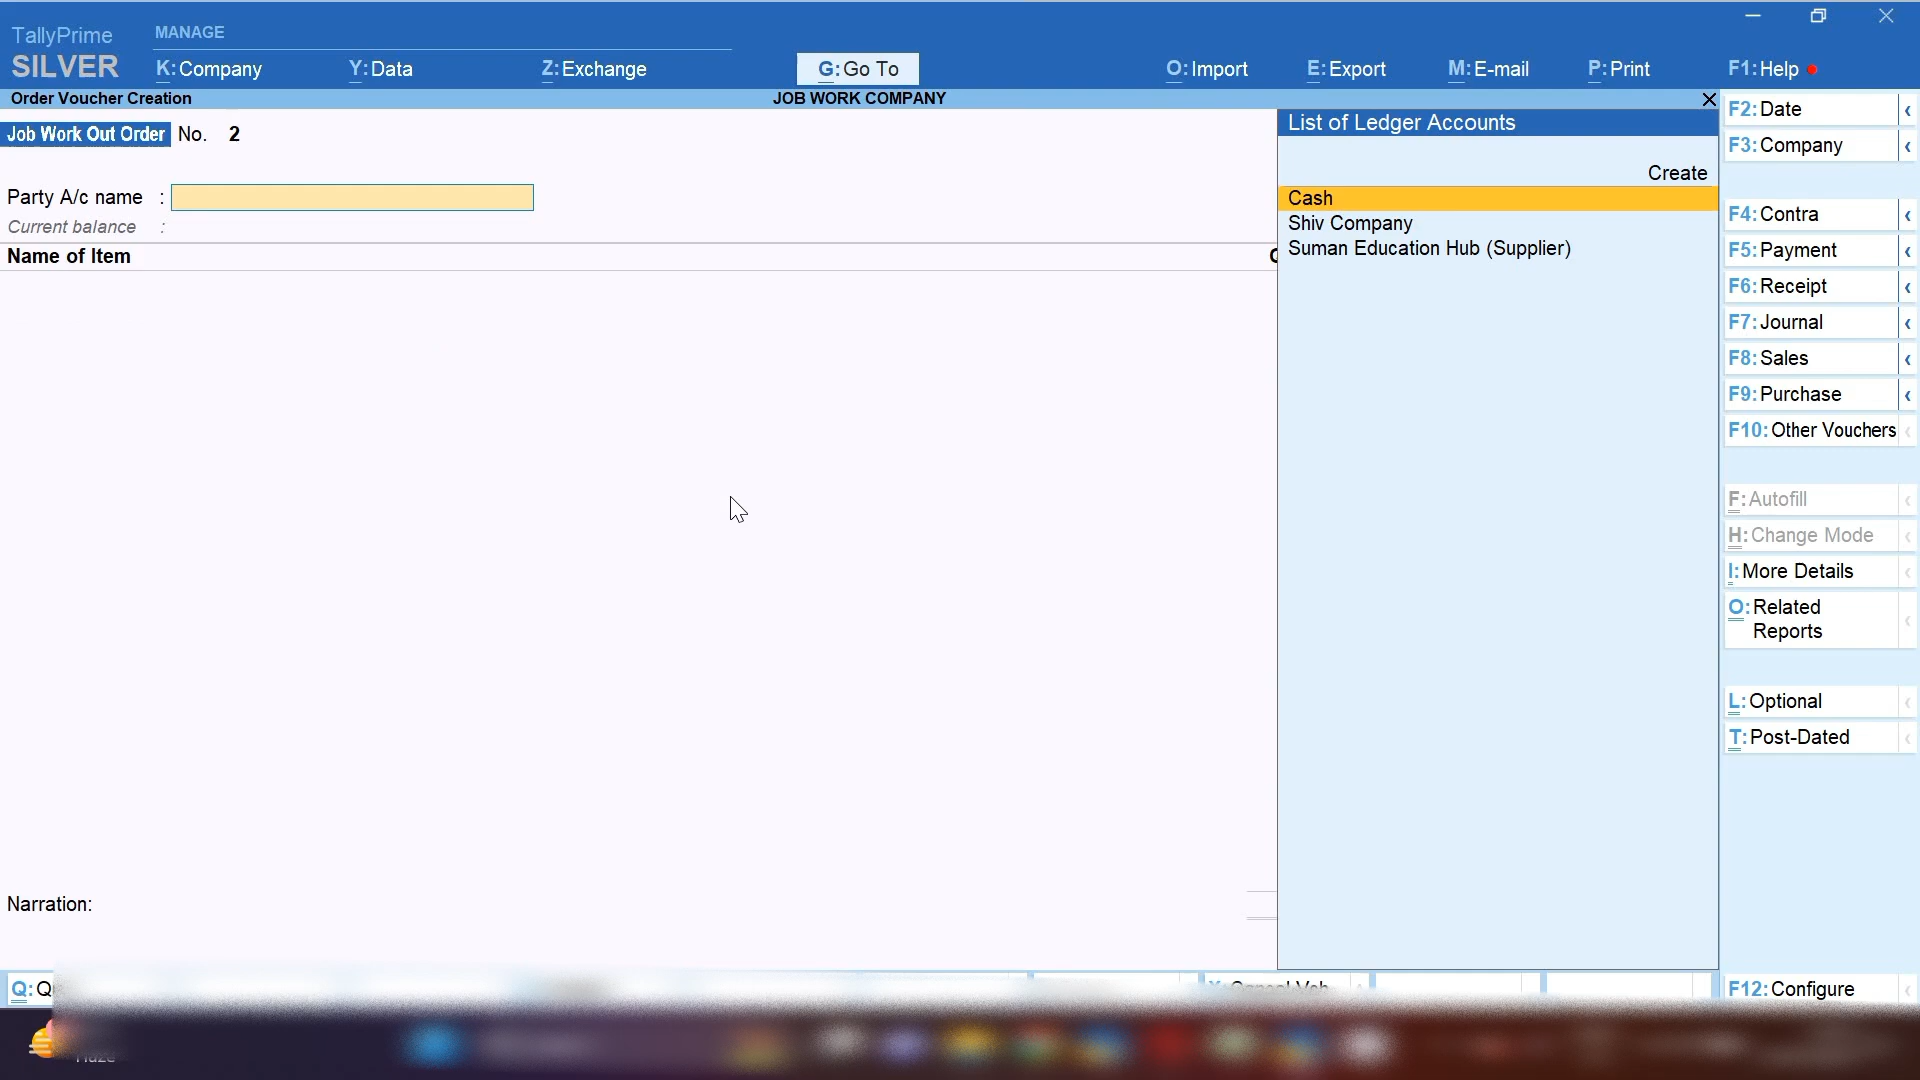 TallyPrime
SILVER
MANAGE
K:Company
Y:Data
Z:Exchange
G:Go To
O:Import
E:Export
M:E-mail
P:Print
F1:Help
Order Voucher Creation
JOB WORK COMPANY
Job Work Out Order No. 2
Party A/c name :
Current balance :
Name of Item
Narration:
List of Ledger Accounts
Create
Cash
Shiv Company
Suman Education Hub (Supplier)
F2:Date
F3:Company
F4:Contra
F5:Payment
F6:Receipt
F7:Journal
F8:Sales
F9:Purchase
F10:Other Vouchers
F:Autofill
H:Change Mode
I:More Details
O:Related
Reports
L:Optional
T:Post-Dated
F12:Configure